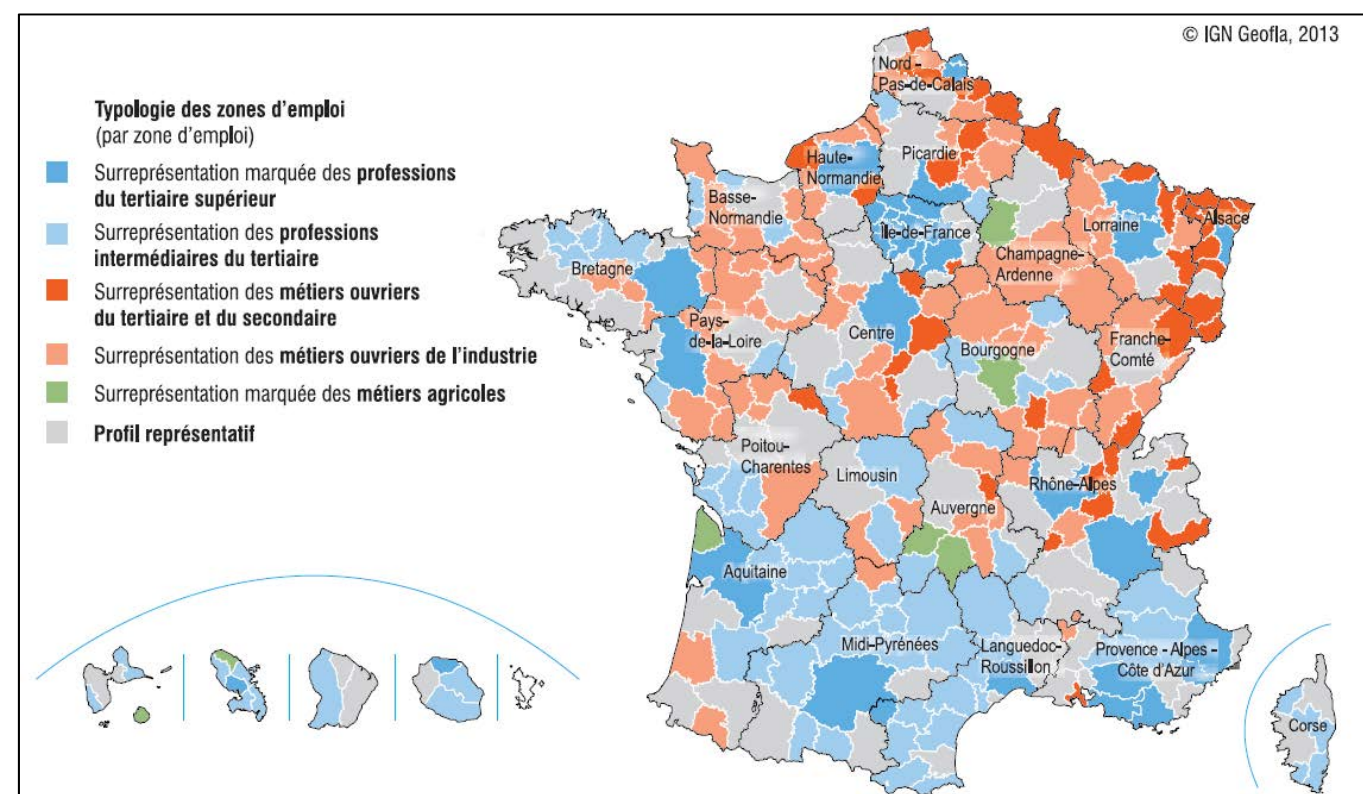 © IGN Geofla, 2013
Typologie des zones d'emploi
(par zone d'emploi)
Surreprésentation marquée des professions
du tertiaire supérieur
Surreprésentation des professions
intermédiaires du tertiaire
Surreprésentation des métiers ouvriers
du tertiaire et du secondaire
Surreprésentation des métiers ouvriers de l'industrie
Surreprésentation marquée des métiers agricoles
Profil représentatif
Nord -
Pas-de-Calais
Picardie
Haute-
Normandie
Basse-
Normandie
Île-de-France
Lorraine
Alsace
Champagne-
Ardenne
Bretagne
Pays-
de-la-Loire
Centre
Bourgogne
Franche-
Comté
Poitou-
Charentes
Limousin
Auvergne
Rhône-Alpes
Aquitaine
Midi-Pyrénées
Languedoc-
Roussillon
Provence - Alpes -
Côte d'Azur
Corse